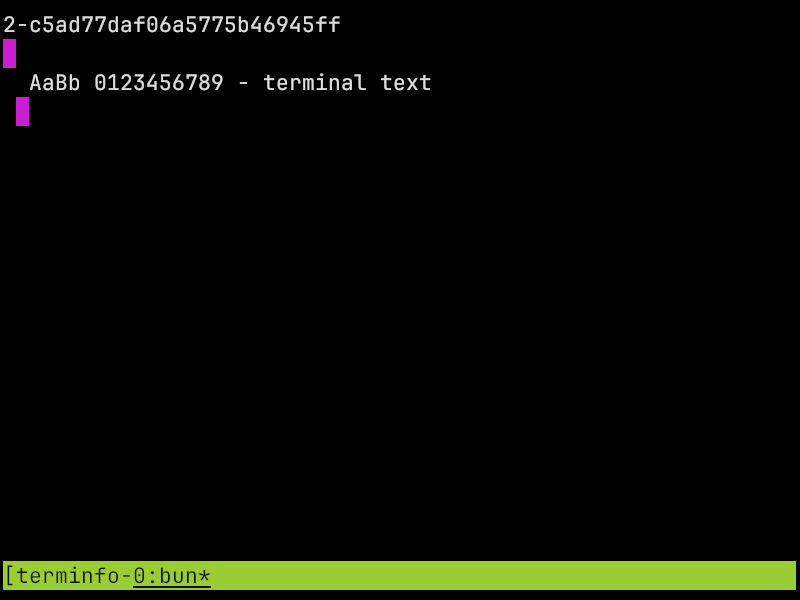 2-c5ad77daf06a5775b46945ff
AaBb 0123456789 - terminal text
[terminfo-0:bun*